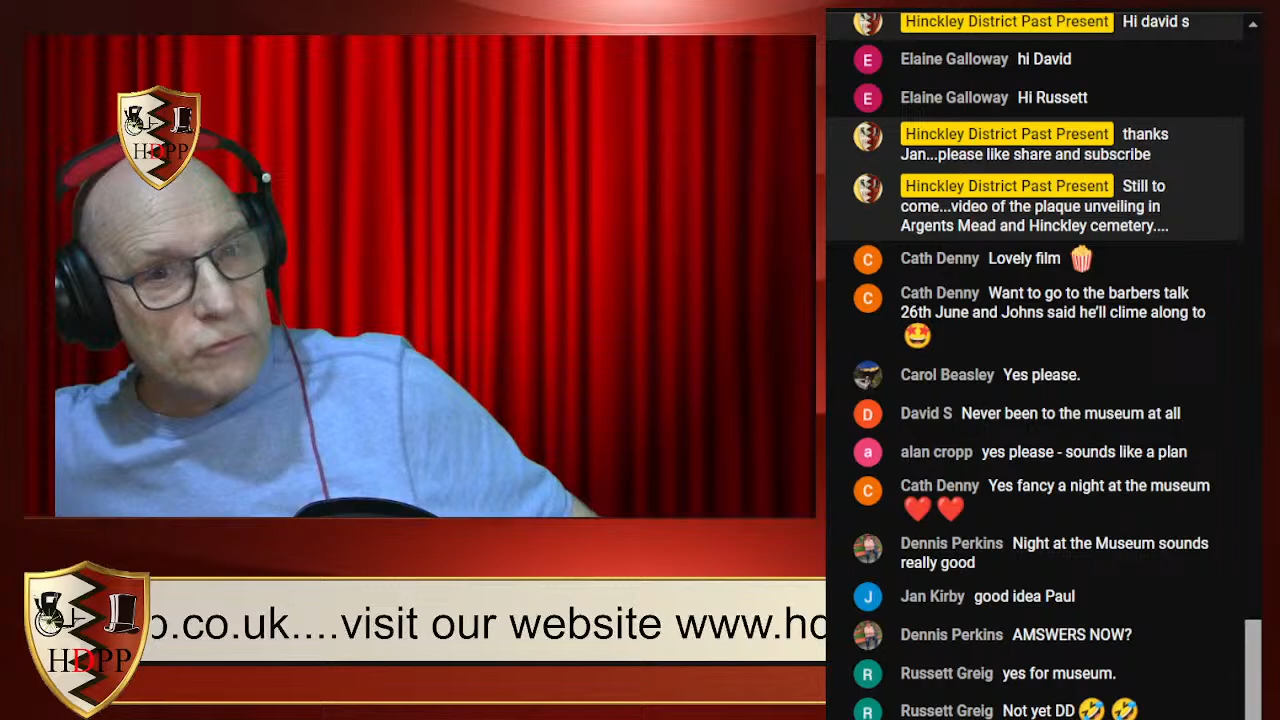 HDPP
Hinckley District Past Present Hi david s
E Elaine Galloway hi David
E Elaine Galloway Hi Russett
Hinckley District Past Present thanks
Jan...please like share and subscribe
Hinckley District Past Present Still to
come...video of the plaque unveiling in
Argents Mead and Hinckley cemetery....
C Cath Denny Lovely film
C Cath Denny Want to go to the barbers talk
26th June and Johns said he'll clime along to
Carol Beasley Yes please.
D David S Never been to the museum at all
a alan cropp yes please - sounds like a plan
C Cath Denny Yes fancy a night at the museum
Dennis Perkins Night at the Museum sounds
really good
J Jan Kirby good idea Paul
Dennis Perkins AMSWERS NOW?
R Russett Greig yes for museum.
R Russett Greig Not yet DD
HDPP
p.co.uk....visit our website www.hd